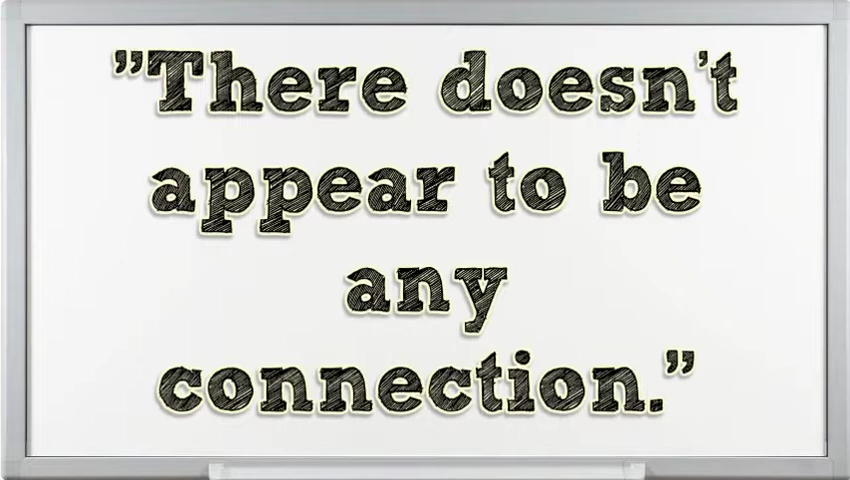 ”There doesn’t
appear to be
any
connection.”